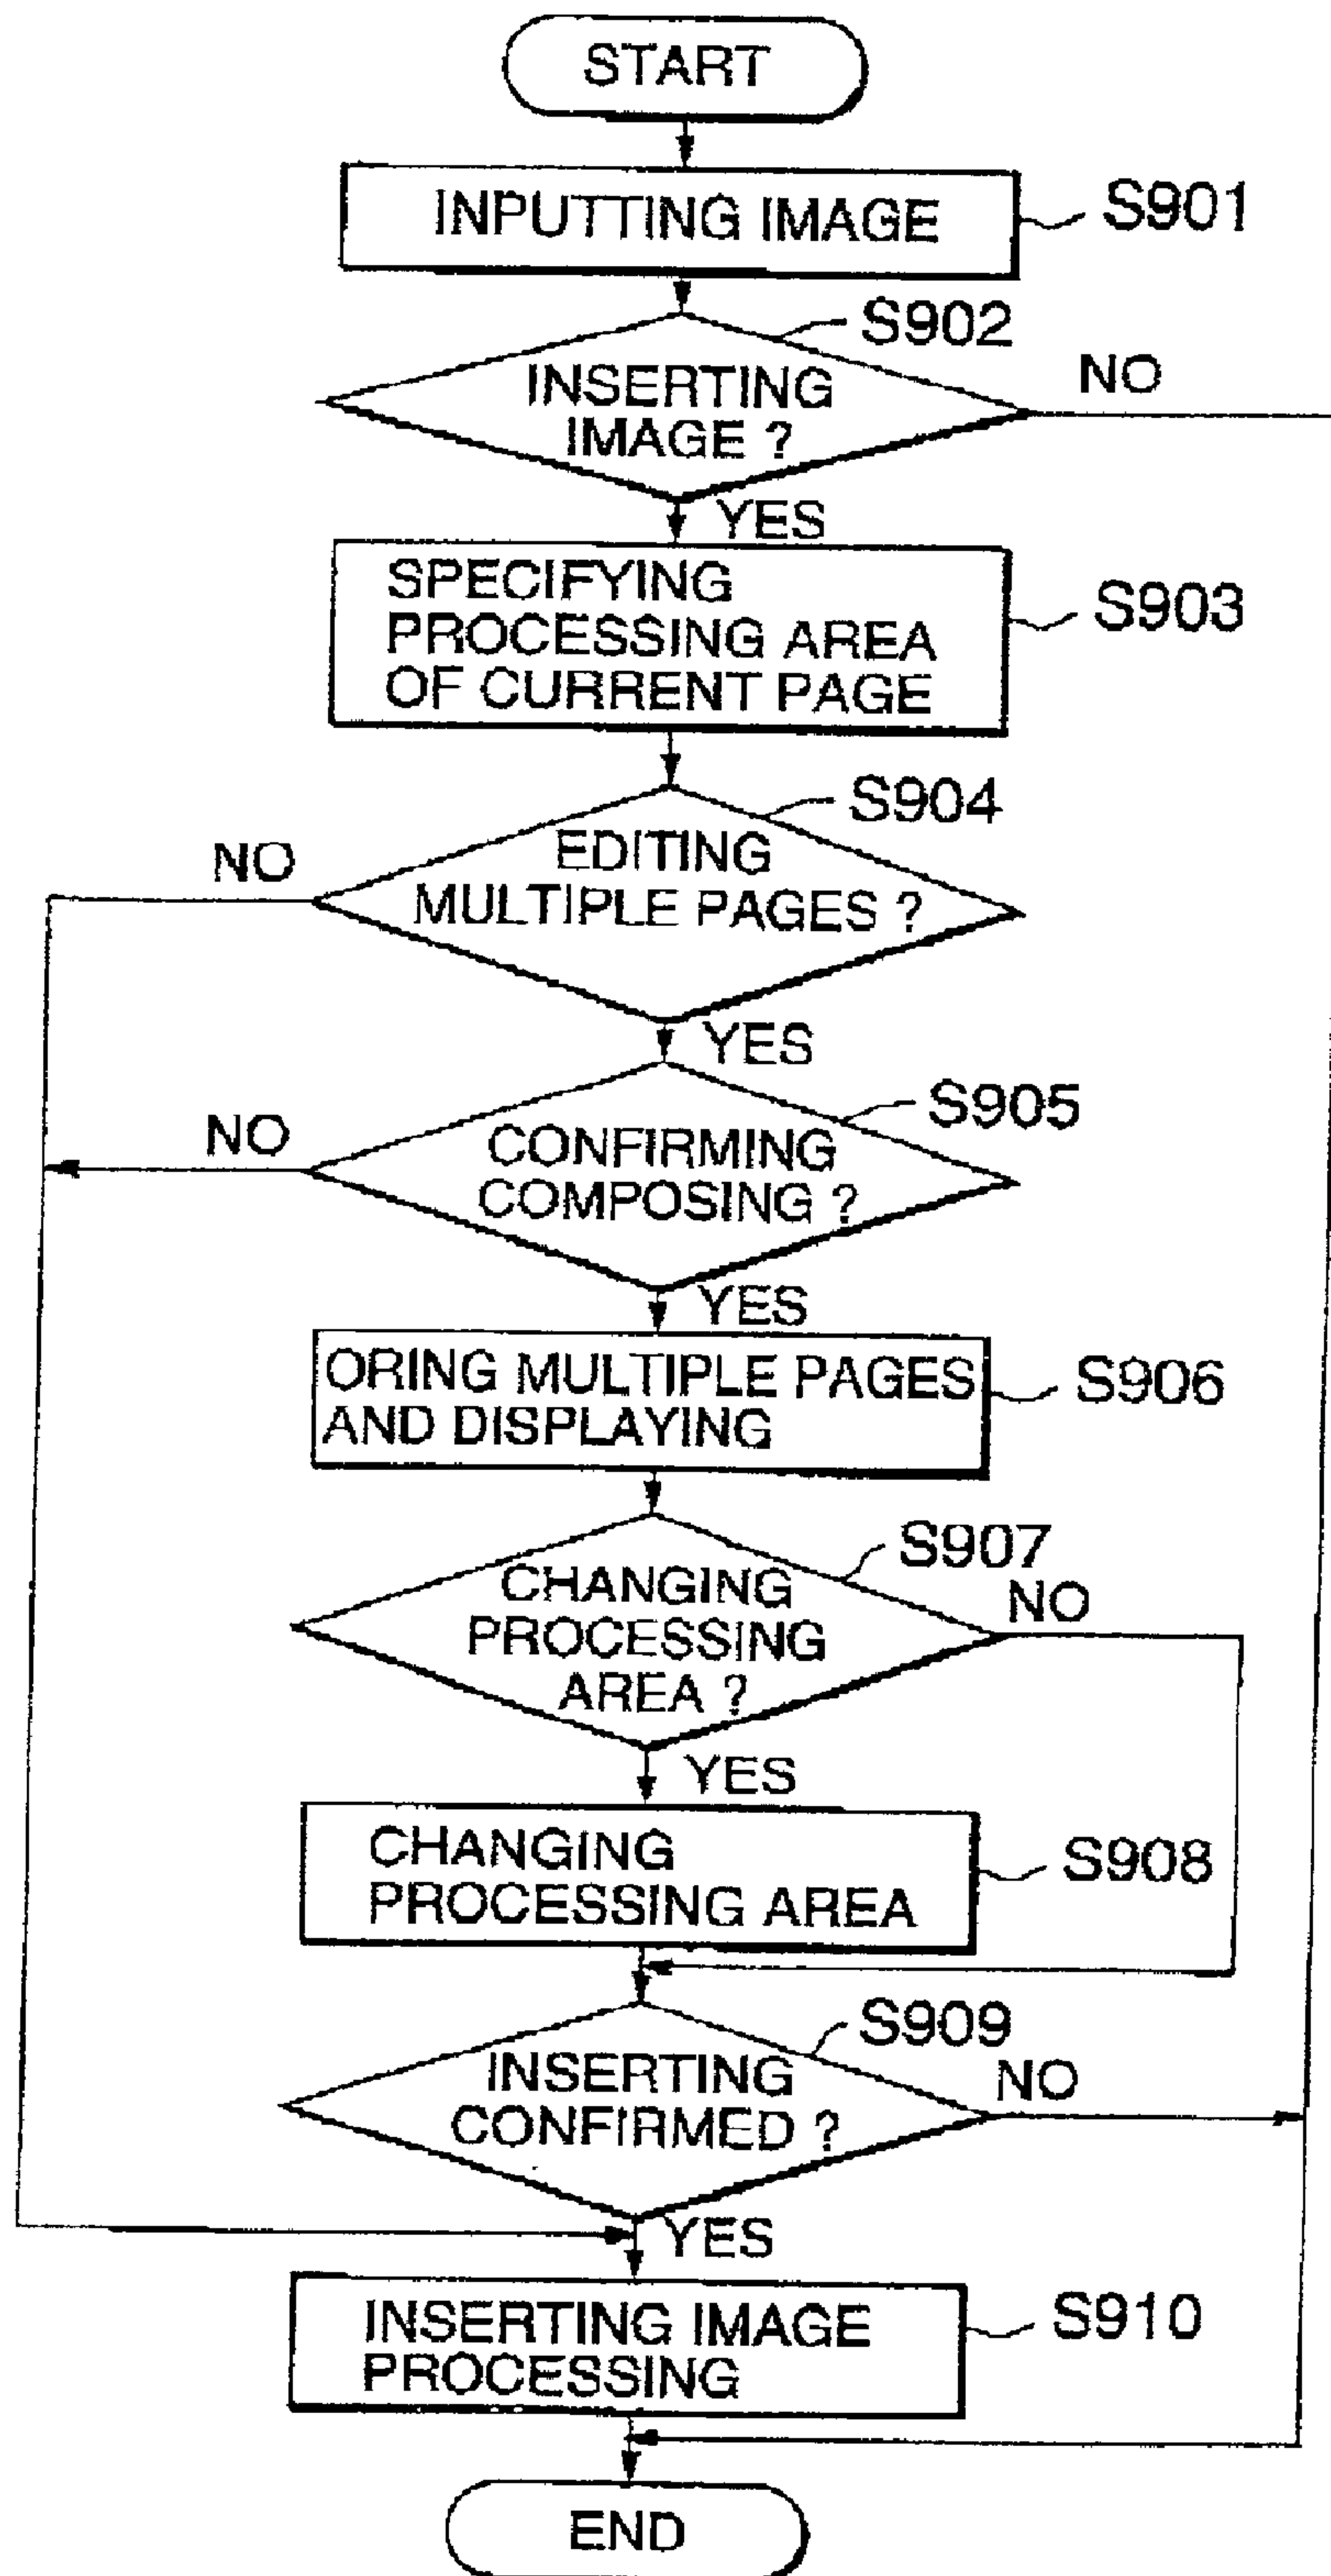 START
INPUTTING IMAGE
S901
S902
INSERTING
IMAGE ?
NO
YES
SPECIFYING
PROCESSING AREA
OF CURRENT PAGE
S903
S904
EDITING
MULTIPLE PAGES ?
NO
YES
S905
CONFIRMING
COMPOSING ?
NO
YES
ORING MULTIPLE PAGES
AND DISPLAYING
S906
S907
CHANGING
PROCESSING
AREA ?
NO
YES
CHANGING
PROCESSING AREA
S908
S909
INSERTING
CONFIRMED ?
NO
YES
INSERTING IMAGE
PROCESSING
S910
END